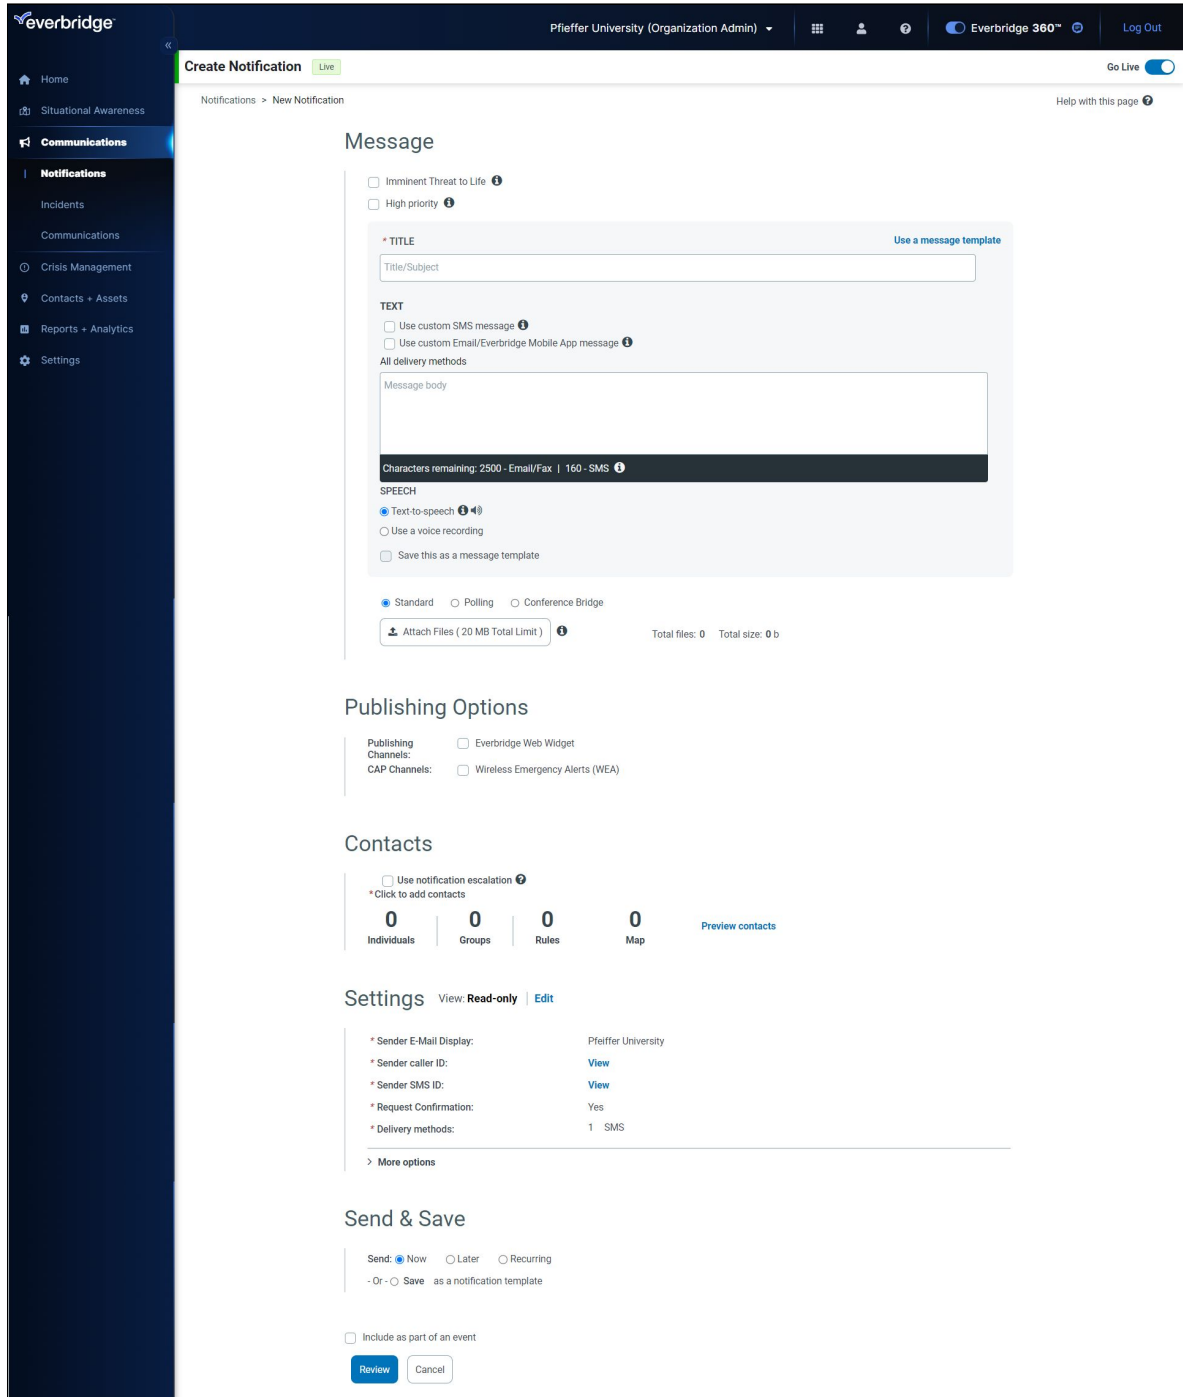 everbridge™
Pfieffer University (Organization Admin)
Everbridge 360™
Log Out
«
Home
Situational Awareness
Communications
Notifications
Incidents
Communications
Crisis Management
Contacts + Assets
Reports + Analytics
Settings
Create Notification Live
Go Live
Notifications > New Notification
Help with this page ?
Message
Imminent Threat to Life i
High priority i
* TITLE
Use a message template
Title/Subject
TEXT
Use custom SMS message i
Use custom Email/Everbridge Mobile App message i
All delivery methods
Message body
Characters remaining: 2500 - Email/Fax | 160 - SMS i
SPEECH
Text-to-speech i
Use a voice recording
Save this as a message template
Standard Polling Conference Bridge
Attach Files ( 20 MB Total Limit ) i
Total files: 0 Total size: 0 b
Publishing Options
Publishing
Channels:
Everbridge Web Widget
CAP Channels: Wireless Emergency Alerts (WEA)
Contacts
Use notification escalation ?
*Click to add contacts
0 0 0 0
Individuals Groups Rules Map
Preview contacts
Settings View: Read-only | Edit
* Sender E-Mail Display: Pfeiffer University
* Sender caller ID: View
* Sender SMS ID: View
* Request Confirmation: Yes
* Delivery methods: 1 SMS
> More options
Send & Save
Send: Now Later Recurring
- Or - Save as a notification template
Include as part of an event
Review Cancel